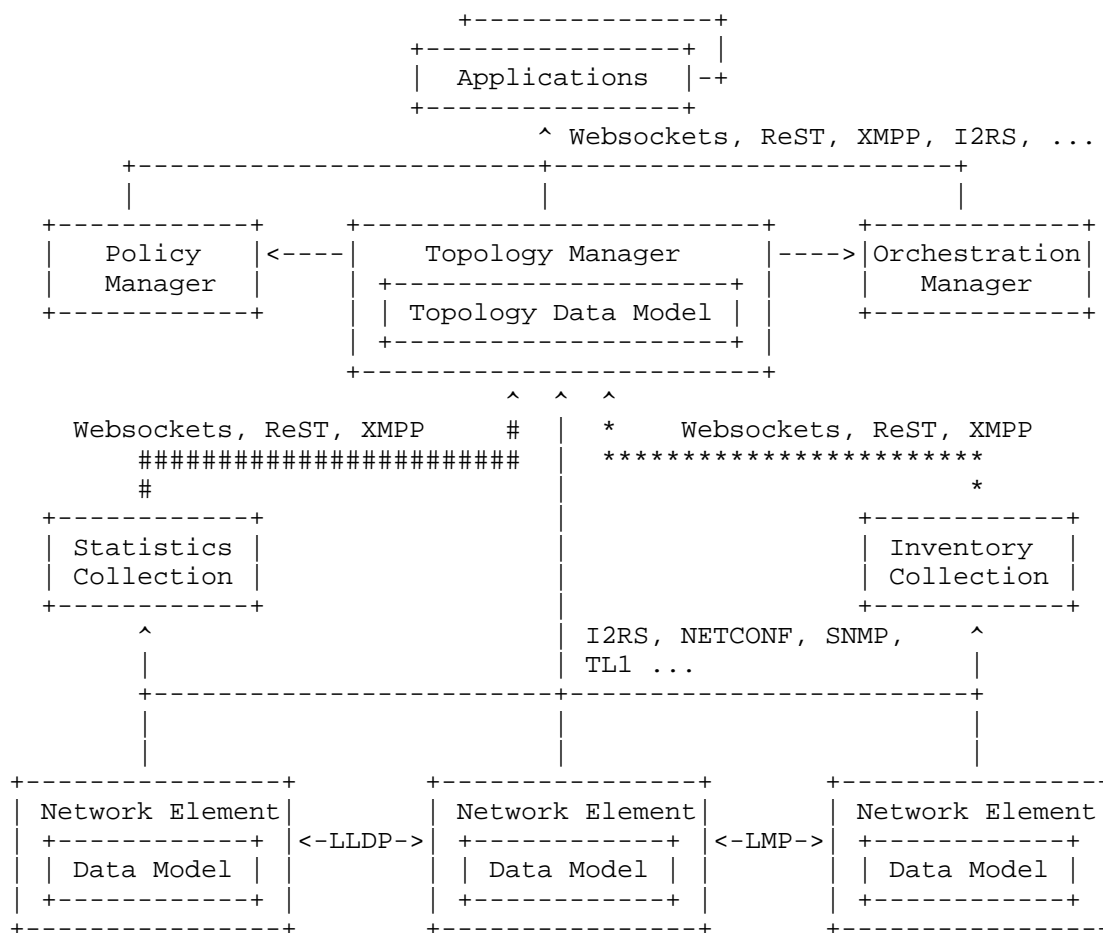 Applications
Websockets, ReST, XMPP, I2RS, ...
Policy Topology Manager Orchestration
Manager Manager
Topology Data Model
Websockets, ReST, XMPP Websockets, ReST, XMPP
Statistics Inventory
Collection Collection
I2RS, NETCONF, SNMP,
TL1 ...
Network Element Network Element Network Element
<-LLDP-> <-LMP->
Data Model Data Model Data Model